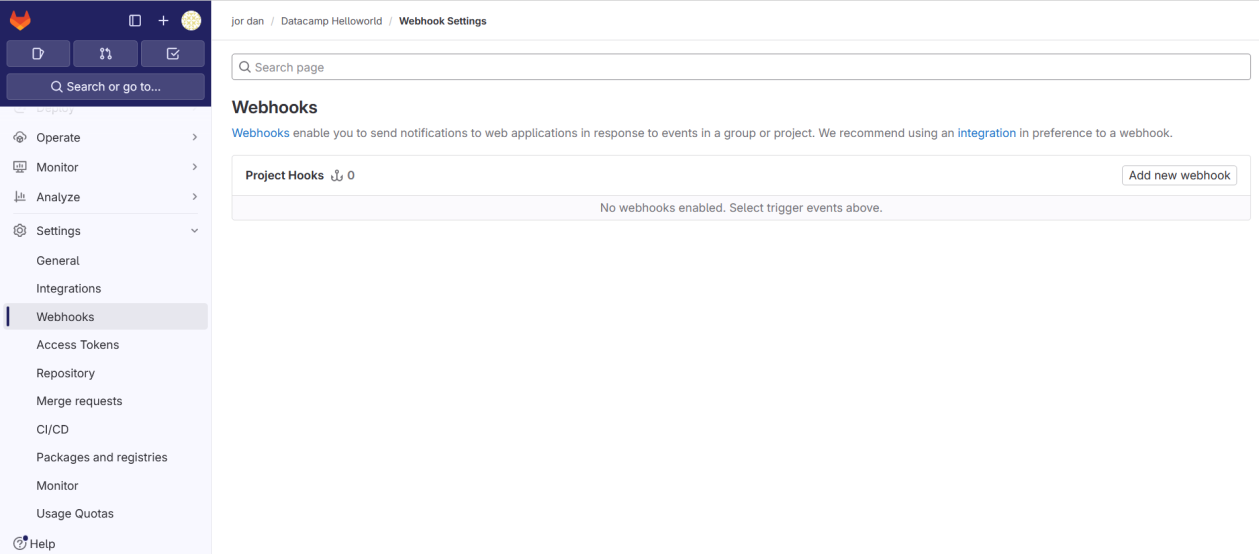 jor dan / Datacamp Helloworld / Webhook Settings
Search or go to...
Deploy
Operate
Monitor
Analyze
Settings
General
Integrations
Webhooks
Access Tokens
Repository
Merge requests
CI/CD
Packages and registries
Monitor
Usage Quotas
Help
Search page
Webhooks
Webhooks enable you to send notifications to web applications in response to events in a group or project. We recommend using an integration in preference to a webhook.
Project Hooks 0
Add new webhook
No webhooks enabled. Select trigger events above.